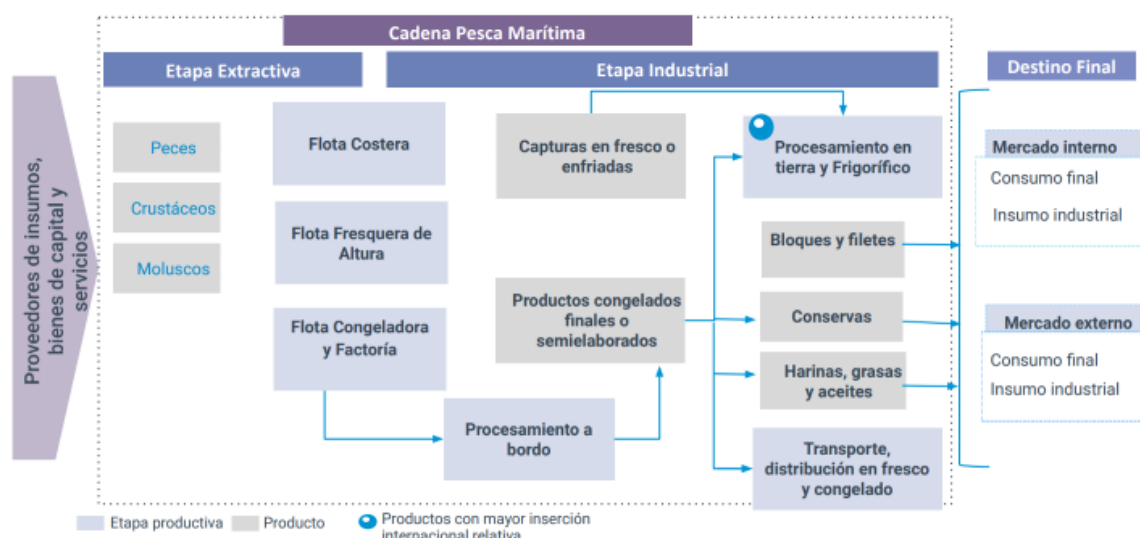 Cadena Pesca Marítima
Etapa Extractiva
Etapa Industrial
Destino Final
Proveedores de insumos,
bienes de capital y
servicios
Peces
Crustáceos
Moluscos
Flota Costera
Flota Fresquera de
Altura
Flota Congeladora
y Factoría
Procesamiento a
bordo
Capturas en fresco o
enfriadas
Productos congelados
finales o
semielaborados
Procesamiento en
tierra y Frigorífico
Bloques y filetes
Conservas
Harinas, grasas
y aceites
Transporte,
distribución en fresco
y congelado
Mercado interno
Consumo final
Insumo industrial
Mercado externo
Consumo final
Insumo industrial
Etapa productiva
Producto
Productos con mayor inserción
internacional relativa